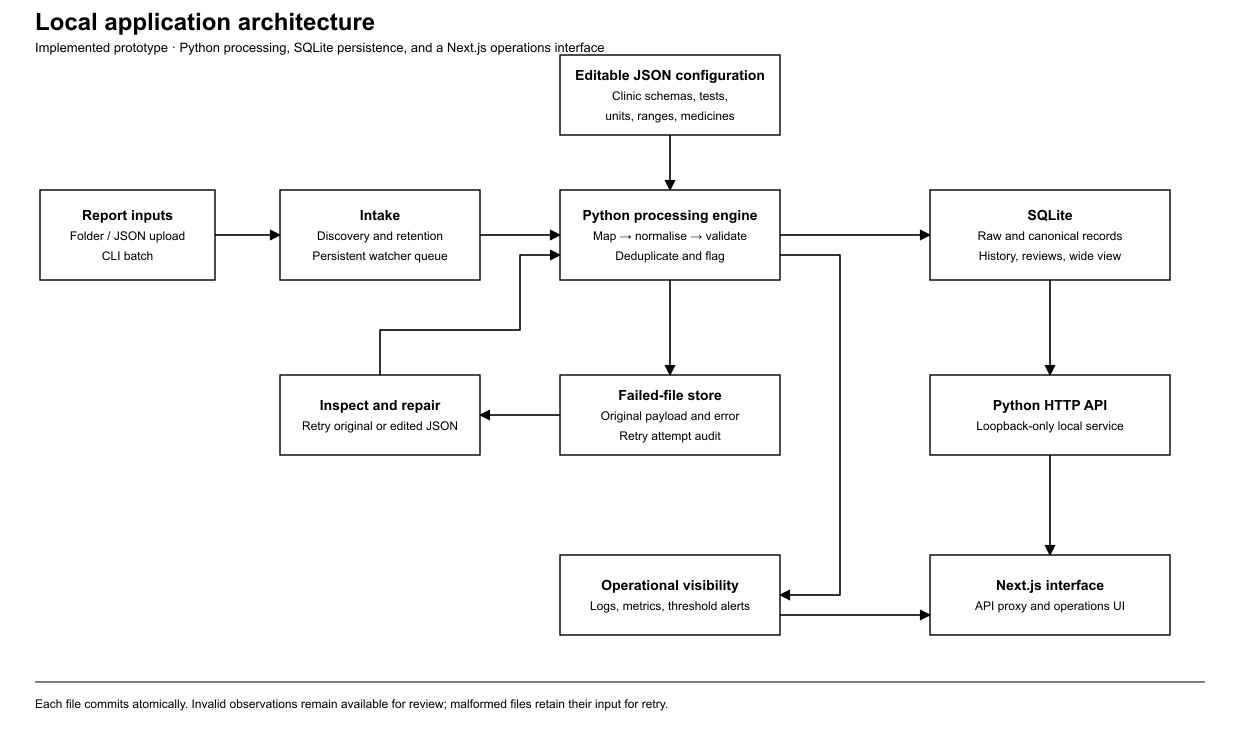 Local application architecture
Implemented prototype · Python processing, SQLite persistence, and a Next.js operations interface
Editable JSON configuration
Clinic schemas, tests,
units, ranges, medicines
Report inputs
Folder / JSON upload
CLI batch
Intake
Discovery and retention
Persistent watcher queue
Python processing engine
Map → normalise → validate
Deduplicate and flag
SQLite
Raw and canonical records
History, reviews, wide view
Inspect and repair
Retry original or edited JSON
Failed-file store
Original payload and error
Retry attempt audit
Python HTTP API
Loopback-only local service
Operational visibility
Logs, metrics, threshold alerts
Next.js interface
API proxy and operations UI
Each file commits atomically. Invalid observations remain available for review; malformed files retain their input for retry.